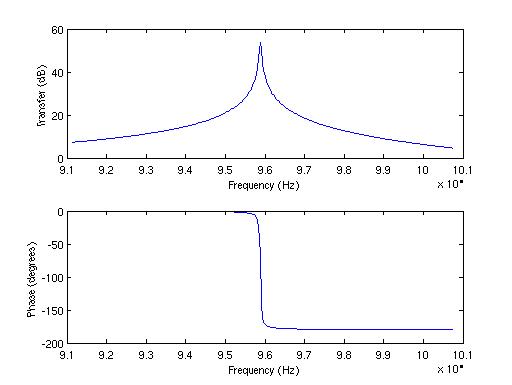 60
40
20
0
Transfer (dB)
9.1 9.2 9.3 9.4 9.5 9.6 9.7 9.8 9.9 10 10.1
Frequency (Hz)
x 10
0
-50
-100
-150
-200
Phase (degrees)
9.1 9.2 9.3 9.4 9.5 9.6 9.7 9.8 9.9 10 10.1
Frequency (Hz)
x 10